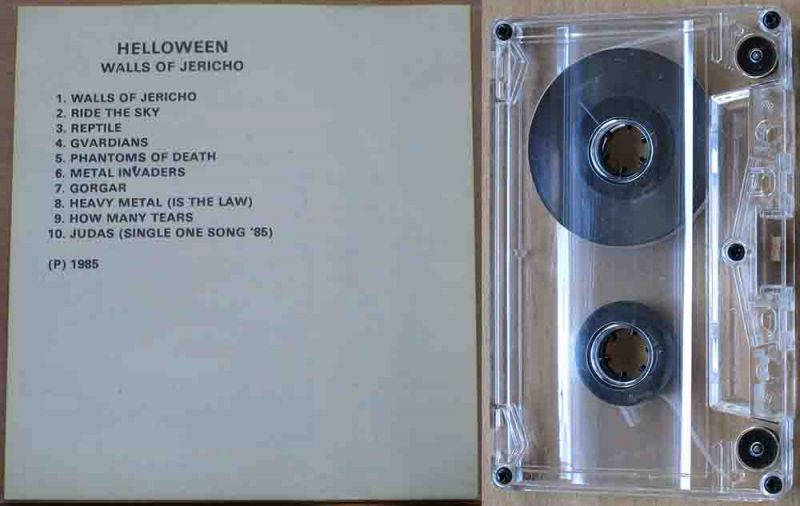 HELLOWEEN
WALLS OF JERICHO
1. WALLS OF JERICHO
2. RIDE THE SKY
3. REPTILE
4. GVARDIANS
5. PHANTOMS OF DEATH
6. METAL INVADERS
7. GORGAR
8. HEAVY METAL (IS THE LAW)
9. HOW MANY TEARS
10. JUDAS (SINGLE ONE SONG '85)
(P) 1985